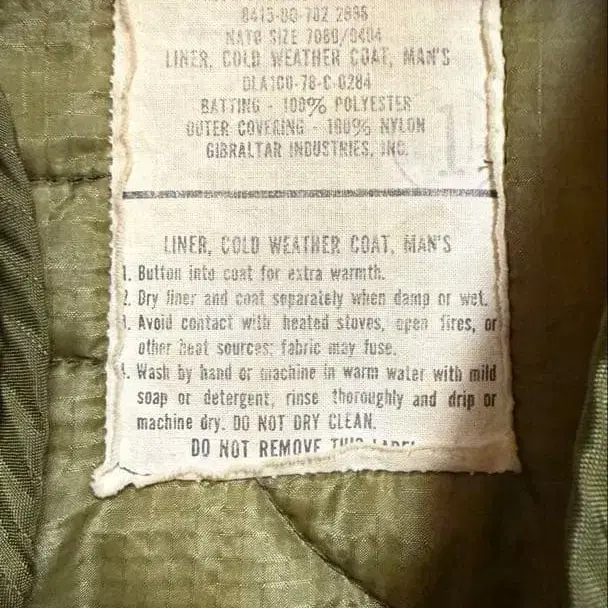 8415-00-782 2888
NATO SIZE 7080/9404
LINER, COLD WEATHER COAT, MAN'S
DLA100-78-C-0284
BATTING - 100% POLYESTER
OUTER COVERING - 100% NYLON
GIBRALTAR INDUSTRIES, INC.
LINER, COLD WEATHER COAT, MAN'S
1. Button into coat for extra warmth.
2. Dry liner and coat separately when damp or wet.
3. Avoid contact with heated stoves, open fires, or
other heat sources; fabric may fuse.
4. Wash by hand or machine in warm water with mild
soap or detergent, rinse thoroughly and drip or
machine dry. DO NOT DRY CLEAN.
DO NOT REMOVE THIS LABEL